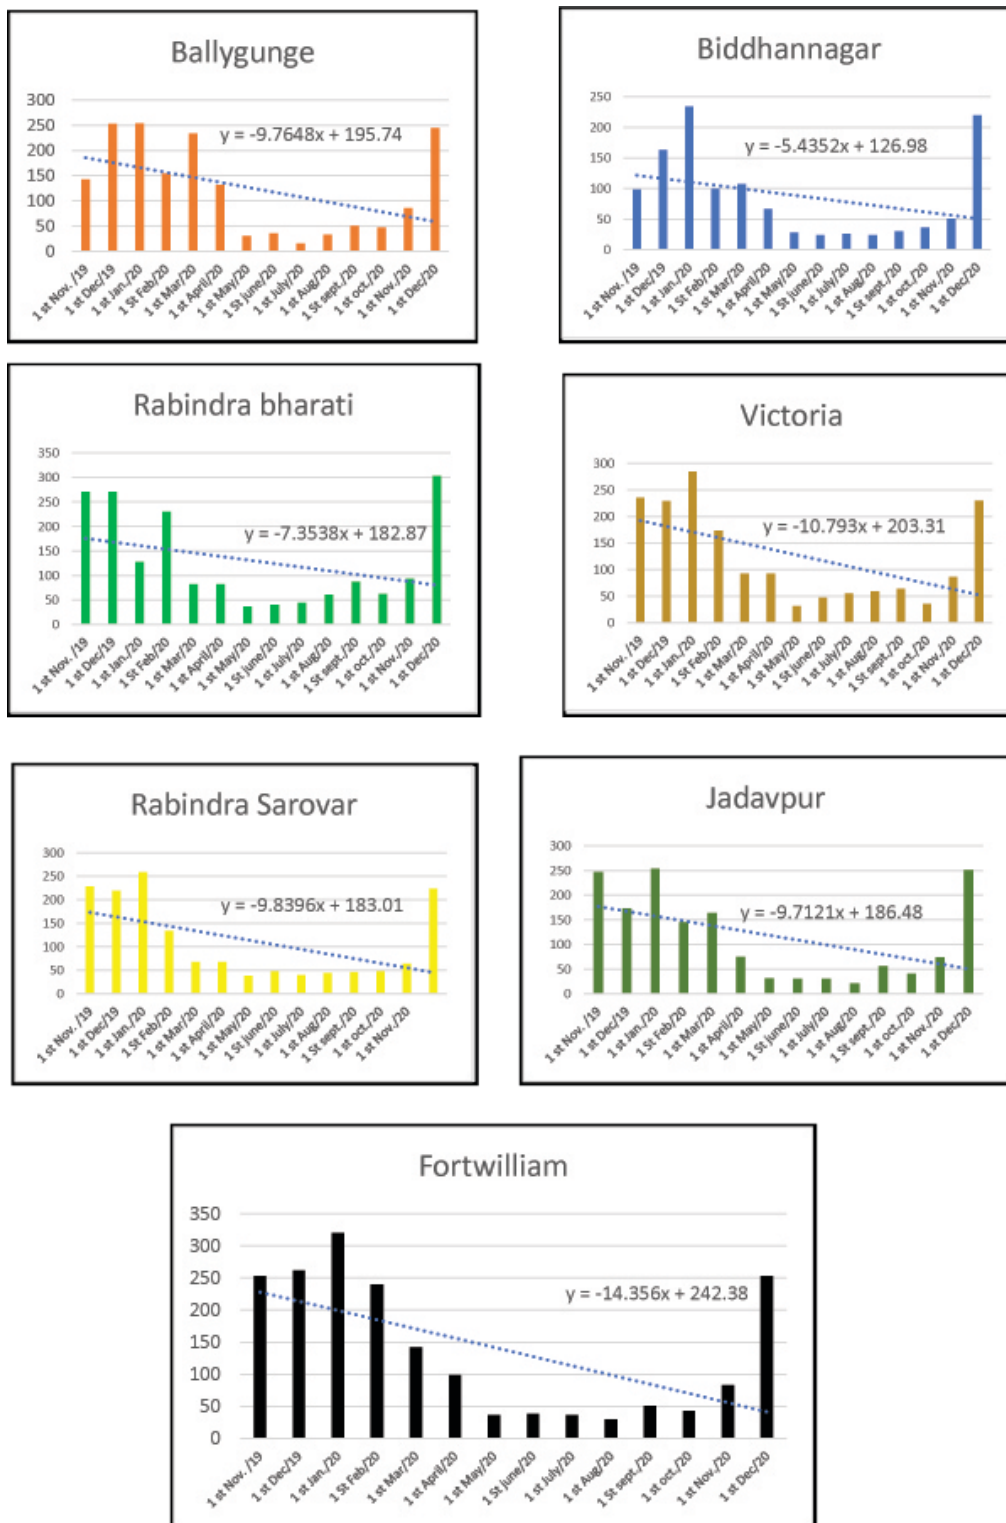 Ballygunge
300
250
200
150
100
50
0
y = -9.7648x + 195.74
1 st Nov. /19
1 st Dec/19
1 st Jan./20
1 St Feb/20
1 st Mar/20
1 st April/20
1 st May/20
1 St june/20
1 st July/20
1 st Aug/20
1 St sept./20
1 st oct./20
1 st Nov./20
1 st Dec/20
Biddhannagar
250
200
150
100
50
0
y = -5.4352x + 126.98
1 st Nov. /19
1 st Dec/19
1 st Jan./20
1 St Feb/20
1 st Mar/20
1 st April/20
1 st May/20
1 St june/20
1 st July/20
1 st Aug/20
1 St sept./20
1 st oct./20
1 st Nov./20
1 st Dec/20
Rabindra bharati
350
300
250
200
150
100
50
0
y = -7.3538x + 182.87
1 st Nov. /19
1 st Dec/19
1 st Jan./20
1 St Feb/20
1 st Mar/20
1 st April/20
1 st May/20
1 St june/20
1 st July/20
1 st Aug/20
1 St sept./20
1 st oct./20
1 st Nov./20
1 st Dec/20
Victoria
300
250
200
150
100
50
0
y = -10.793x + 203.31
1 st Nov. /19
1 st Dec/19
1 st Jan./20
1 St Feb/20
1 st Mar/20
1 st April/20
1 st May/20
1 St june/20
1 st July/20
1 st Aug/20
1 St sept./20
1 st oct./20
1 st Nov./20
1 st Dec/20
Rabindra Sarovar
300
250
200
150
100
50
0
y = -9.8396x + 183.01
1 st Nov. /19
1 st Dec/19
1 st Jan./20
1 St Feb/20
1 st Mar/20
1 st April/20
1 st May/20
1 St june/20
1 st July/20
1 st Aug/20
1 St sept./20
1 st oct./20
1 st Nov./20
Jadavpur
300
250
200
150
100
50
0
y = -9.7121x + 186.48
1 st Nov. /19
1 st Dec/19
1 st Jan./20
1 St Feb/20
1 st Mar/20
1 st April/20
1 st May/20
1 St june/20
1 st July/20
1 st Aug/20
1 St sept./20
1 st oct./20
1 st Nov./20
1 st Dec/20
Fortwilliam
350
300
250
200
150
100
50
0
y = -14.356x + 242.38
1 st Nov. /19
1 st Dec/19
1 st Jan./20
1 St Feb/20
1 st Mar/20
1 st April/20
1 st May/20
1 St june/20
1 st July/20
1 st Aug/20
1 St sept./20
1 st oct./20
1 st Nov./20
1 st Dec/20